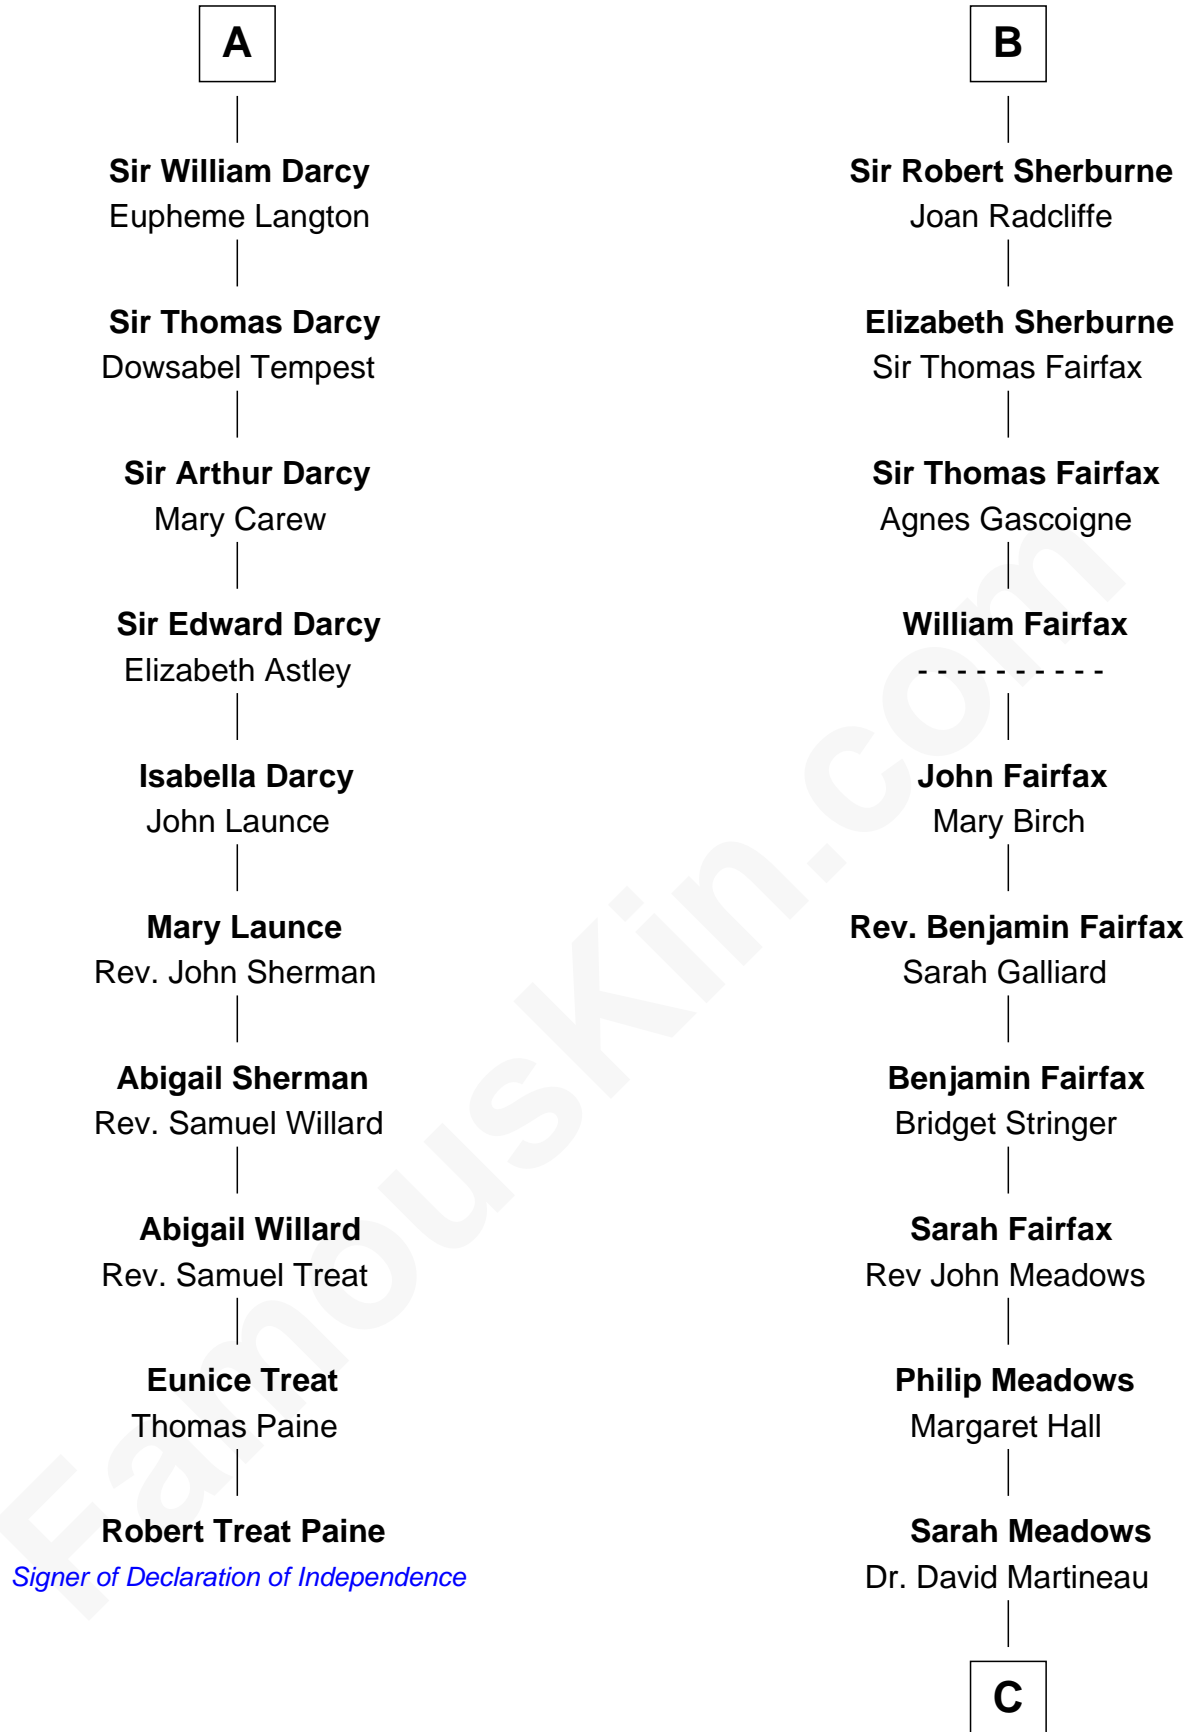 A
Sir William Darcy
Eupheme Langton
Sir Thomas Darcy
Dowsabel Tempest
Sir Arthur Darcy
Mary Carew
Sir Edward Darcy
Elizabeth Astley
Isabella Darcy
John Launce
Mary Launce
Rev. John Sherman
Abigail Sherman
Rev. Samuel Willard
Abigail Willard
Rev. Samuel Treat
Eunice Treat
Thomas Paine
Robert Treat Paine
Signer of Declaration of Independence
B
Sir Robert Sherburne
Joan Radcliffe
Elizabeth Sherburne
Sir Thomas Fairfax
Sir Thomas Fairfax
Agnes Gascoigne
William Fairfax
- - - - - - - - - -
John Fairfax
Mary Birch
Rev. Benjamin Fairfax
Sarah Galliard
Benjamin Fairfax
Bridget Stringer
Sarah Fairfax
Rev John Meadows
Philip Meadows
Margaret Hall
Sarah Meadows
Dr. David Martineau
C
FamousKin.com